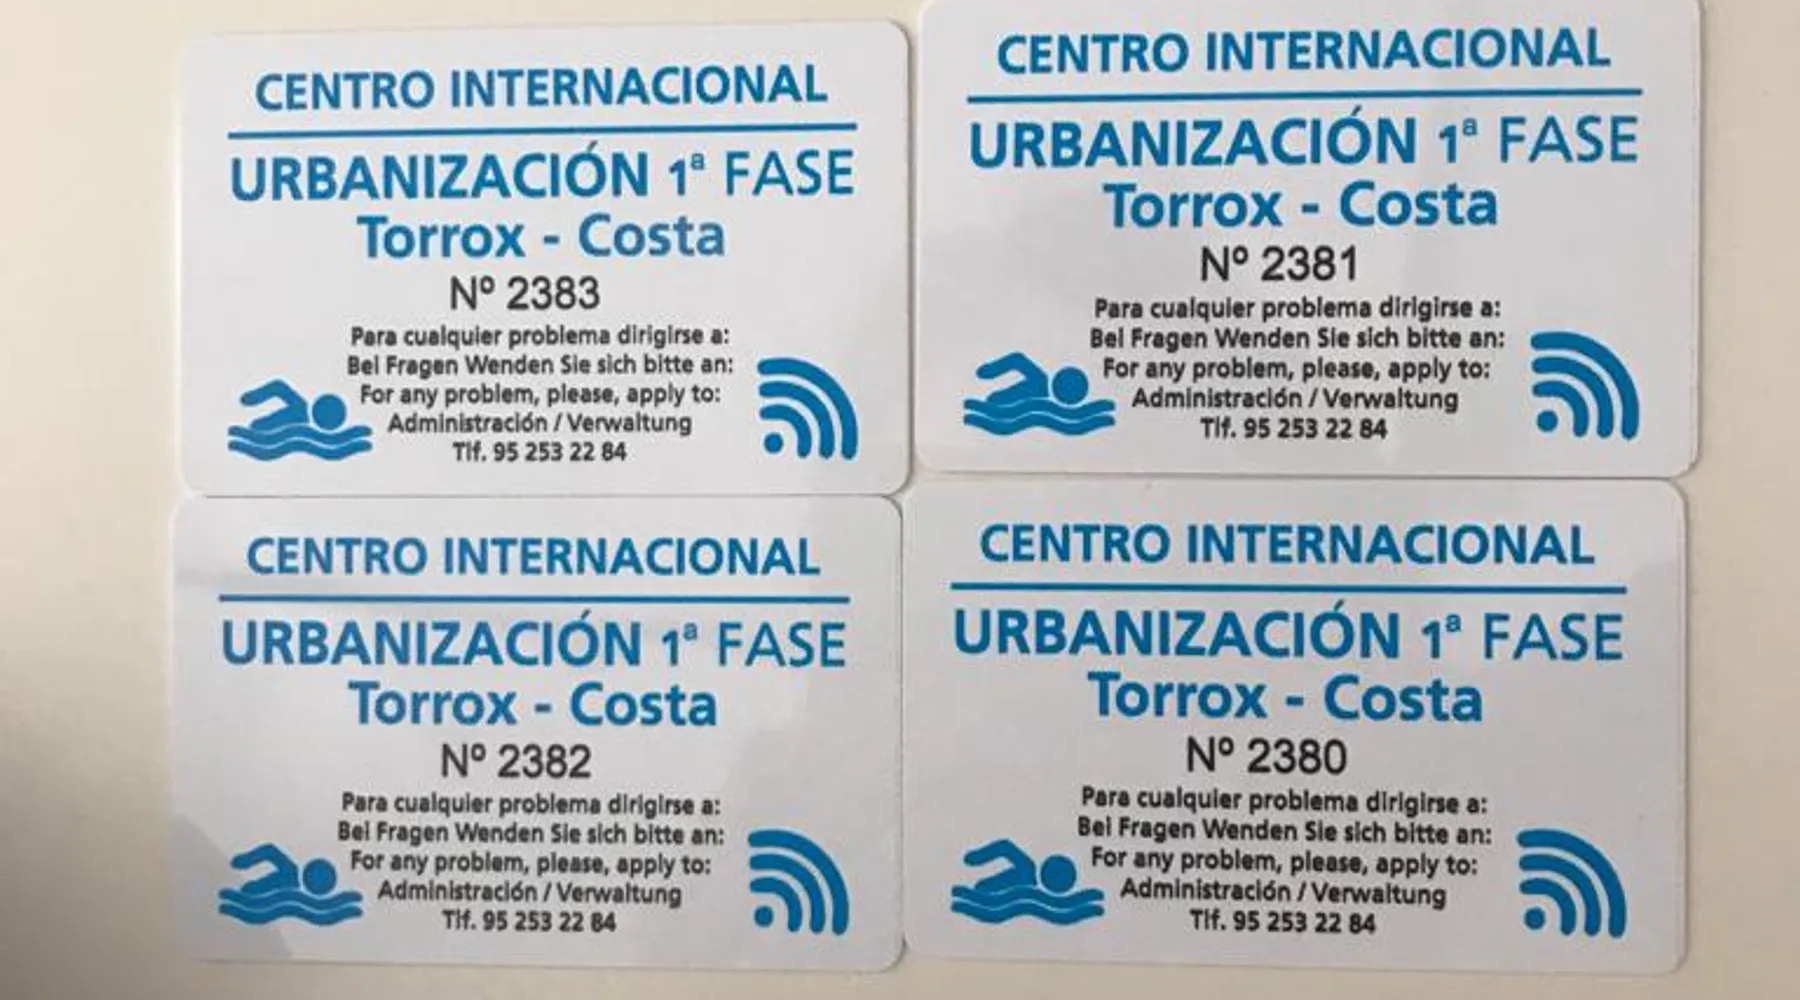 CENTRO INTERNACIONAL
URBANIZACIÓN 1ª FASE
Torrox - Costa
Nº 2383
Para cualquier problema dirigirse a:
Bei Fragen Wenden Sie sich bitte an:
For any problem, please, apply to:
Administración / Verwaltung
Tlf. 95 253 22 84
CENTRO INTERNACIONAL
URBANIZACIÓN 1ª FASE
Torrox - Costa
Nº 2381
Para cualquier problema dirigirse a:
Bei Fragen Wenden Sie sich bitte an:
For any problem, please, apply to:
Administración / Verwaltung
Tlf. 95 253 22 84
CENTRO INTERNACIONAL
URBANIZACIÓN 1ª FASE
Torrox - Costa
Nº 2382
Para cualquier problema dirigirse a:
Bei Fragen Wenden Sie sich bitte an:
For any problem, please, apply to:
Administración / Verwaltung
Tlf. 95 253 22 84
CENTRO INTERNACIONAL
URBANIZACIÓN 1ª FASE
Torrox - Costa
Nº 2380
Para cualquier problema dirigirse a:
Bei Fragen Wenden Sie sich bitte an:
For any problem, please, apply to:
Administración / Verwaltung
Tlf. 95 253 22 84